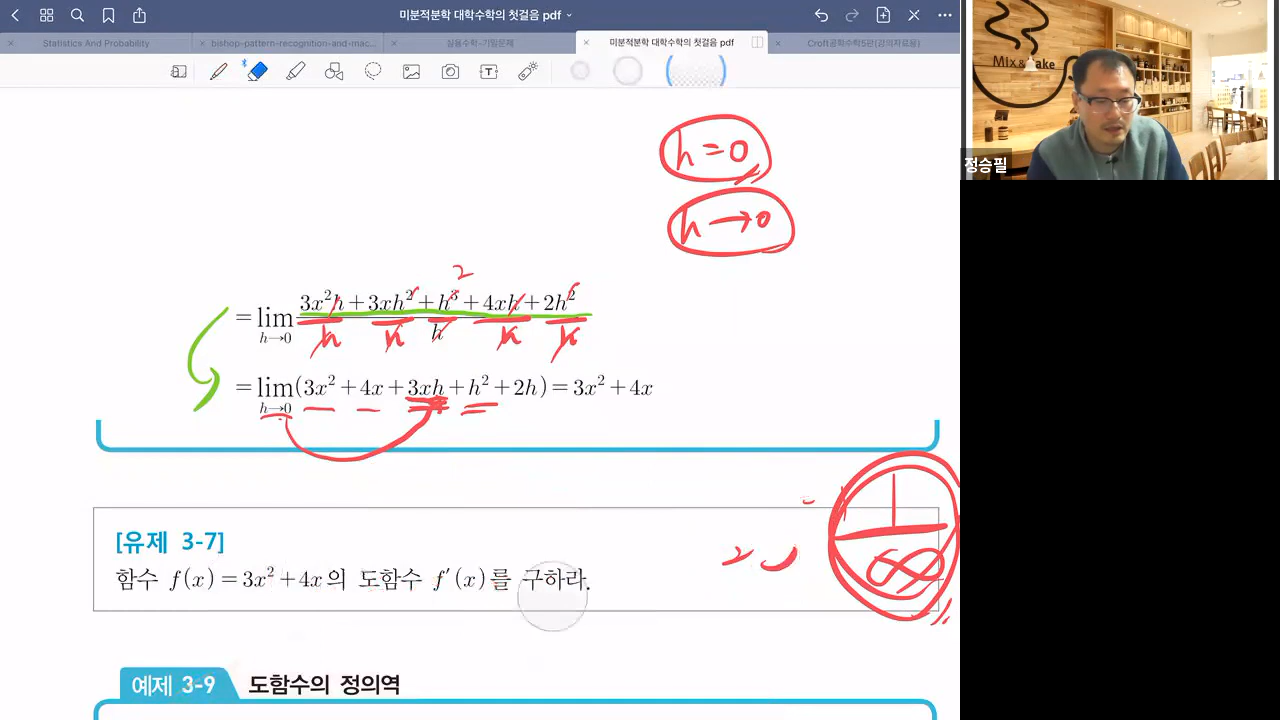 미분적분학 대학수학의 첫걸음 pdf
Statistics And Probability
bishop-pattern-recognition-and-mac...
실용수학-기말문제
미분적분학 대학수학의 첫걸음 pdf
Croft공학수학5판(강의자료용)
Mix & Bake
정승필
h=0
h→0
2
= lim h→0 (3x²h+3xh²+h³+4xh+2h²)/h
h h h h
= lim h→0 (3x²+4x+3xh+h²+2h)=3x²+4x
[유제 3-7]
함수 f(x)=3x²+4x의 도함수 f′(x)를 구하라.
1
∞
예제 3-9 도함수의 정의역